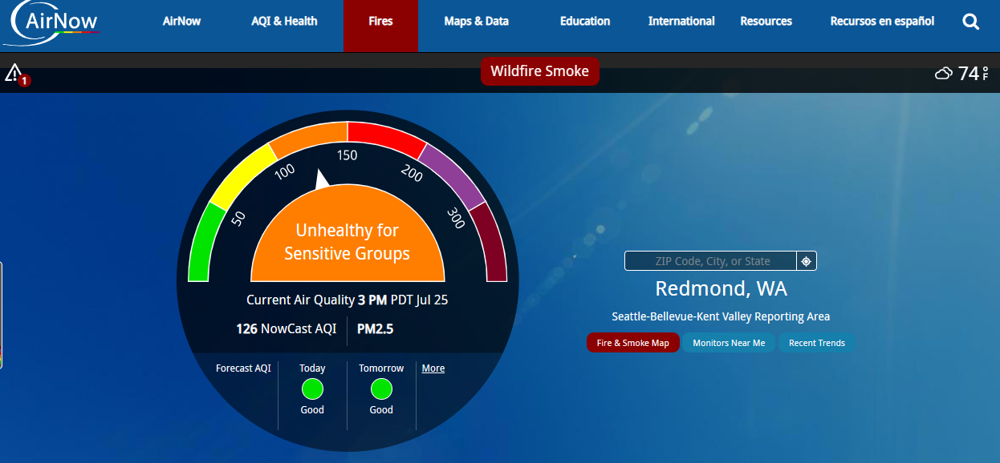 AirNow
AirNow
AQI & Health
Fires
Maps & Data
Education
International
Resources
Recursos en español
1
Wildfire Smoke
74 °F
50
100
150
200
300
Unhealthy for
Sensitive Groups
Current Air Quality 3 PM PDT Jul 25
126 NowCast AQI
PM2.5
Forecast AQI
Today
Good
Tomorrow
Good
More
ZIP Code, City, or State
Redmond, WA
Seattle-Bellevue-Kent Valley Reporting Area
Fire & Smoke Map
Monitors Near Me
Recent Trends